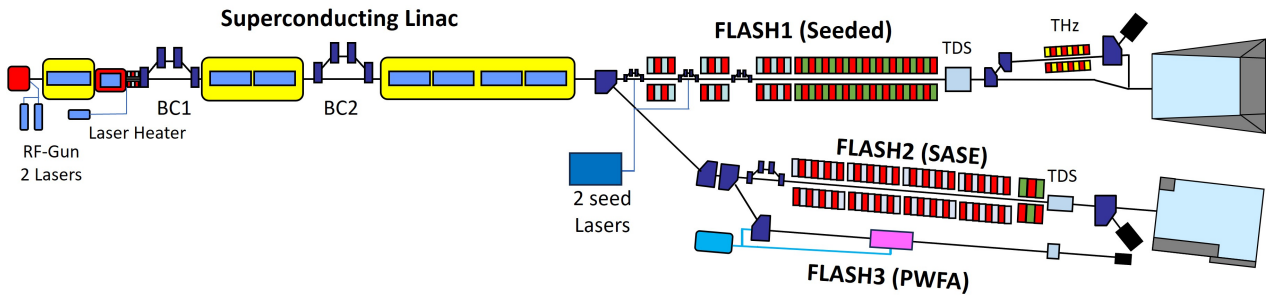 Superconducting Linac
FLASH1 (Seeded)
THz
TDS
BC1
BC2
Laser Heater
RF-Gun
2 Lasers
FLASH2 (SASE)
TDS
2 seed
Lasers
FLASH3 (PWFA)